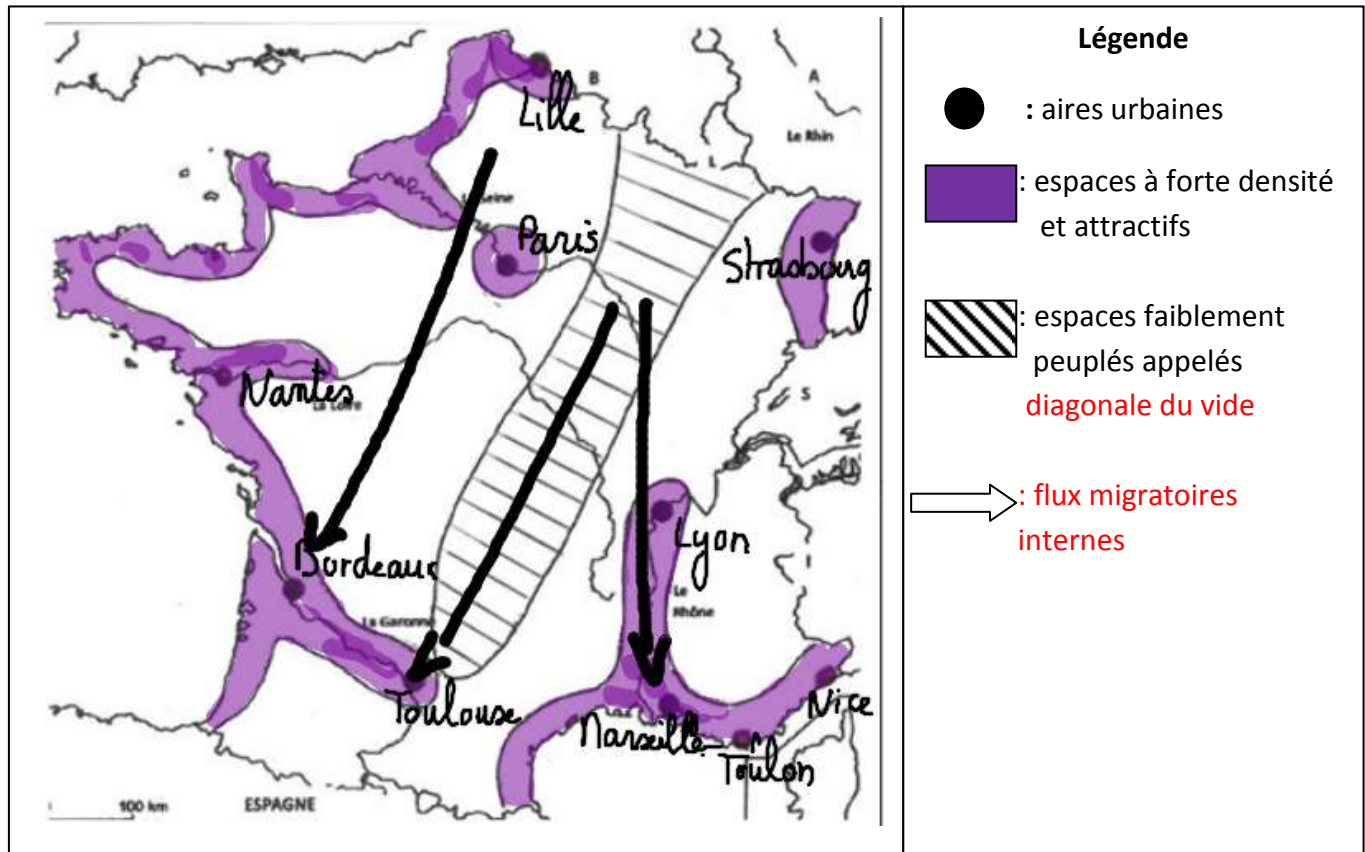 Lille
B
A
Le Rhin
L
Paris
Strasbourg
Nantes
La Loire
S
Bordeaux
Lyon
Le
Rhône
La Garonne
I
Toulouse
Marseille-
Toulon
Nice
100 km
ESPAGNE
Légende
: aires urbaines
: espaces à forte densité
et attractifs
: espaces faiblement
peuplés appelés
diagonale du vide
: flux migratoires
internes